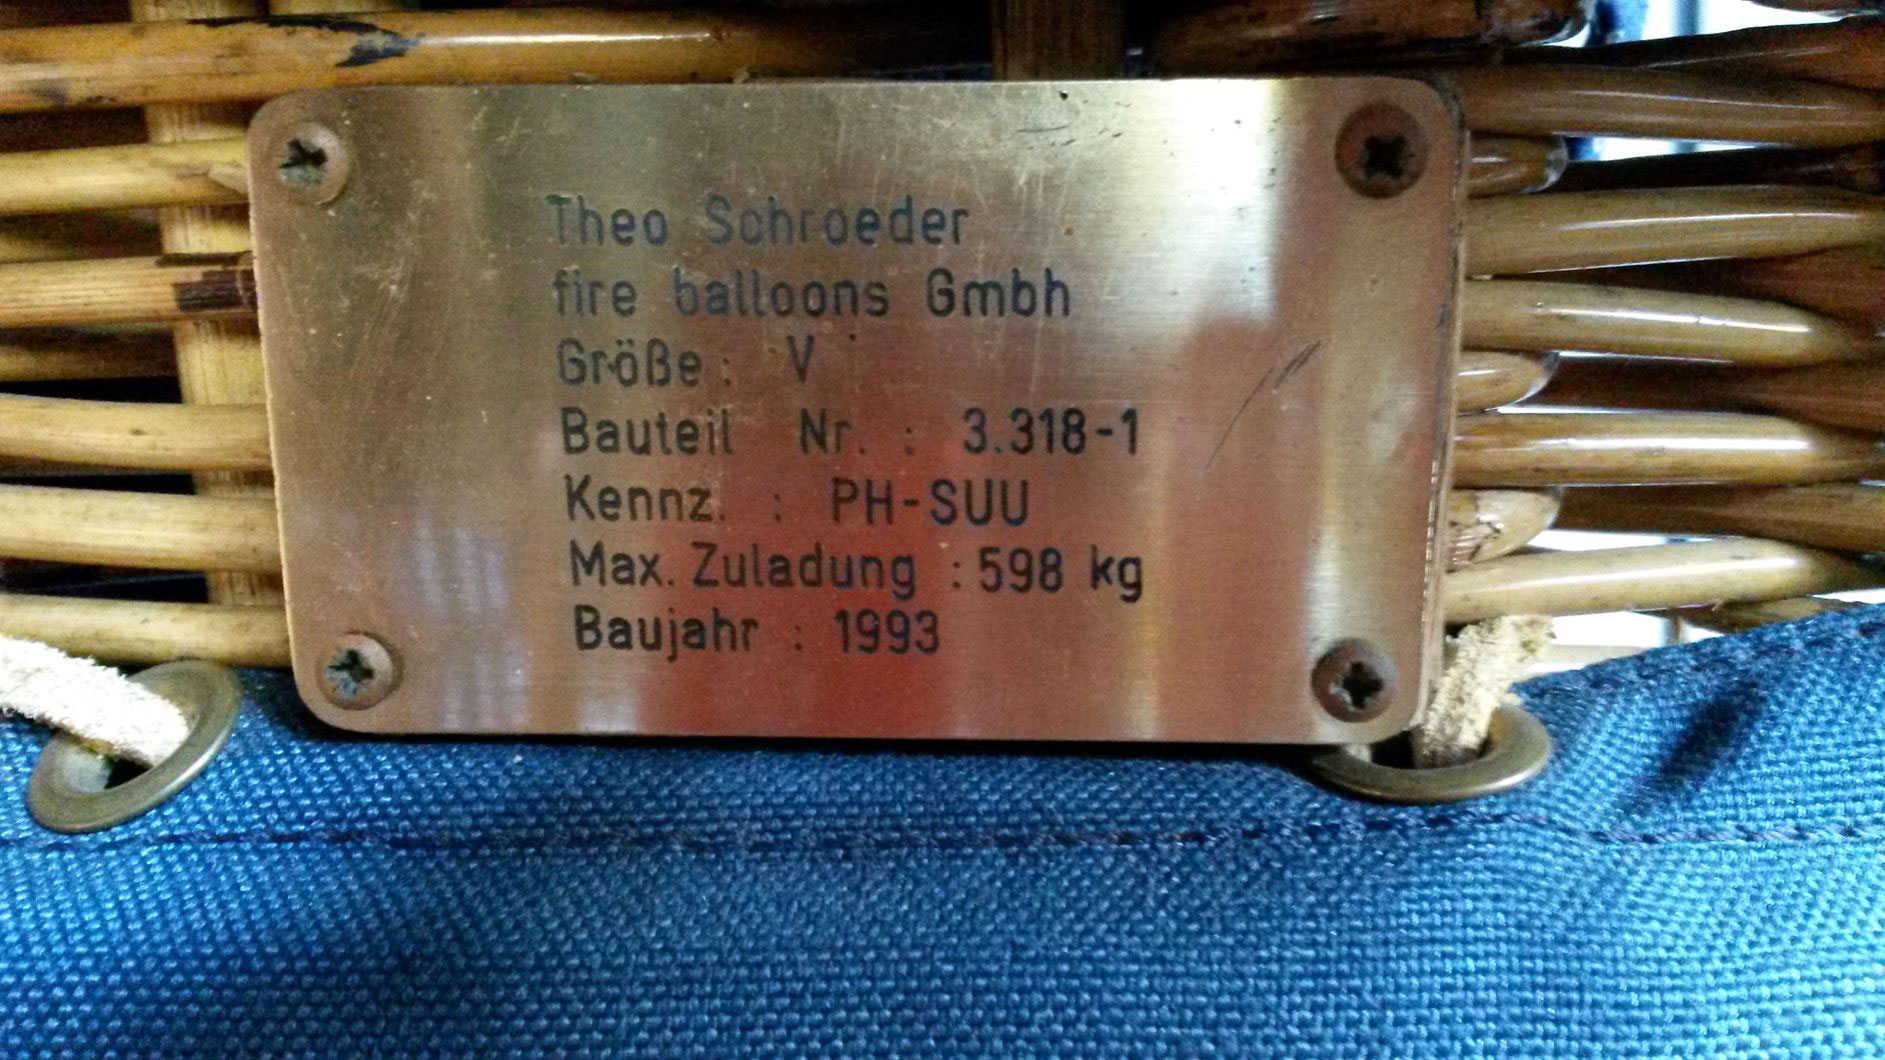 Theo Schroeder
fire balloons Gmbh
Größe : V
Bauteil Nr. : 3.318-1
Kennz. : PH-SUU
Max. Zuladung : 598 kg
Baujahr : 1993